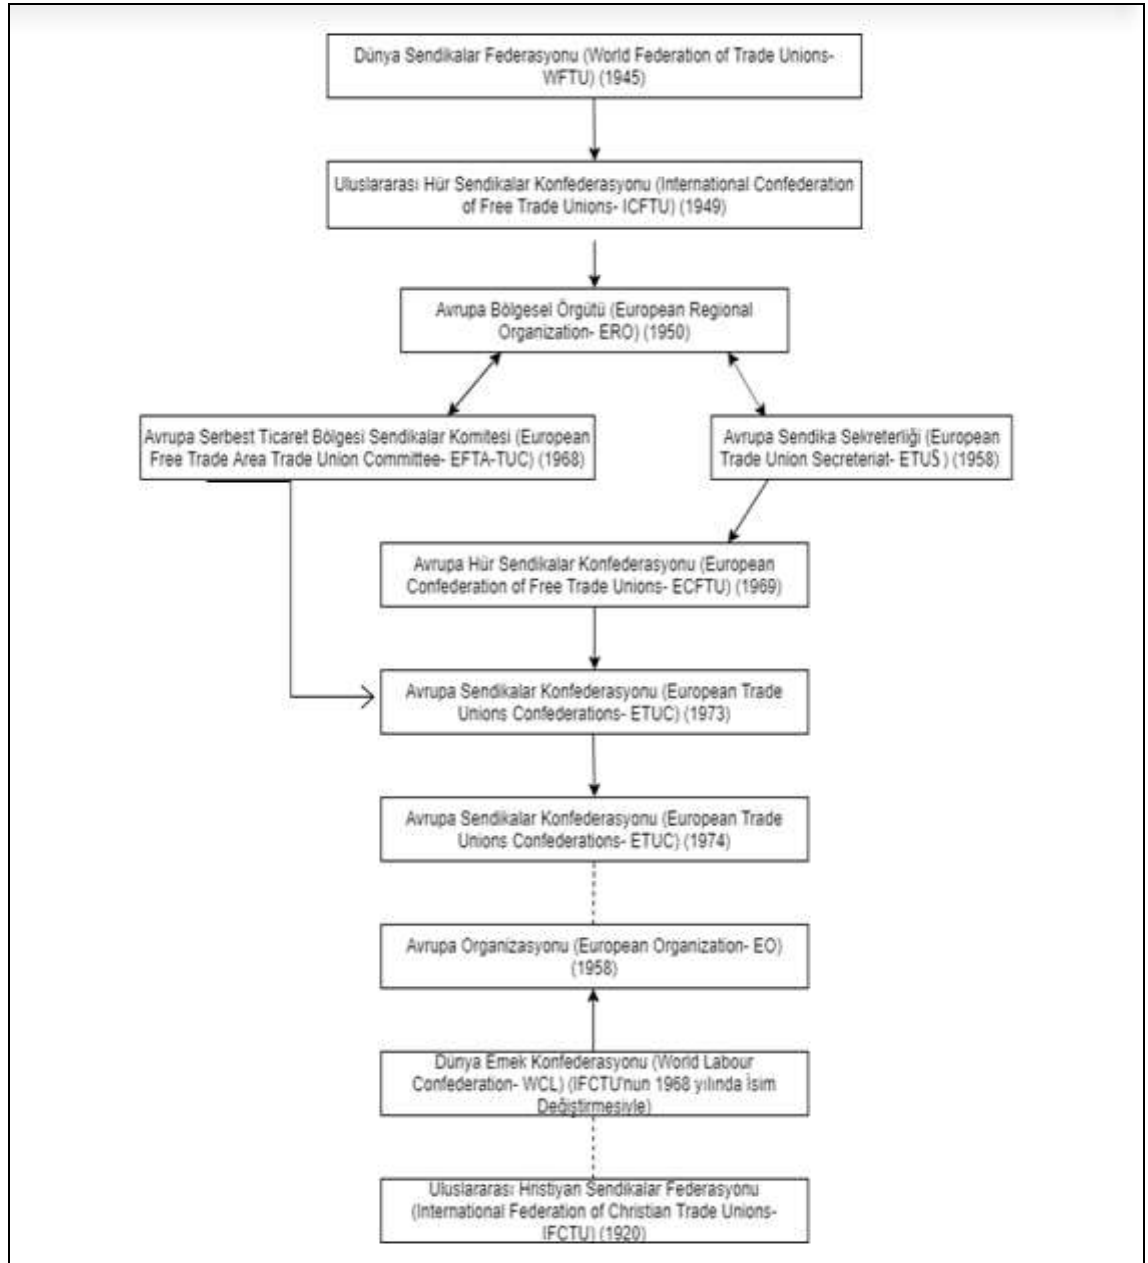 Dünya Sendikalar Federasyonu (World Federation of Trade Unions-
WFTU) (1945)
Uluslararası Hür Sendikalar Konfederasyonu (International Confederation
of Free Trade Unions- ICFTU) (1949)
Avrupa Bölgesel Örgütü (European Regional
Organization- ERO) (1950)
Avrupa Serbest Ticaret Bölgesi Sendikalar Komitesi (European
Free Trade Area Trade Union Committee- EFTA-TUC) (1968)
Avrupa Sendika Sekreterliği (European
Trade Union Secreteriat- ETUS ) (1958)
Avrupa Hür Sendikalar Konfederasyonu (European
Confederation of Free Trade Unions- ECFTU) (1969)
Avrupa Sendikalar Konfederasyonu (European Trade
Unions Confederations- ETUC) (1973)
Avrupa Sendikalar Konfederasyonu (European Trade
Unions Confederations- ETUC) (1974)
Avrupa Organizasyonu (European Organization- EO)
(1958)
Dünya Emek Konfederasyonu (World Labour
Confederation- WCL) (IFCTU'nun 1968 yılında İsim
Değiştirmesiyle)
Uluslararası Hristiyan Sendikalar Federasyonu
(International Federation of Christian Trade Unions-
IFCTU) (1920)